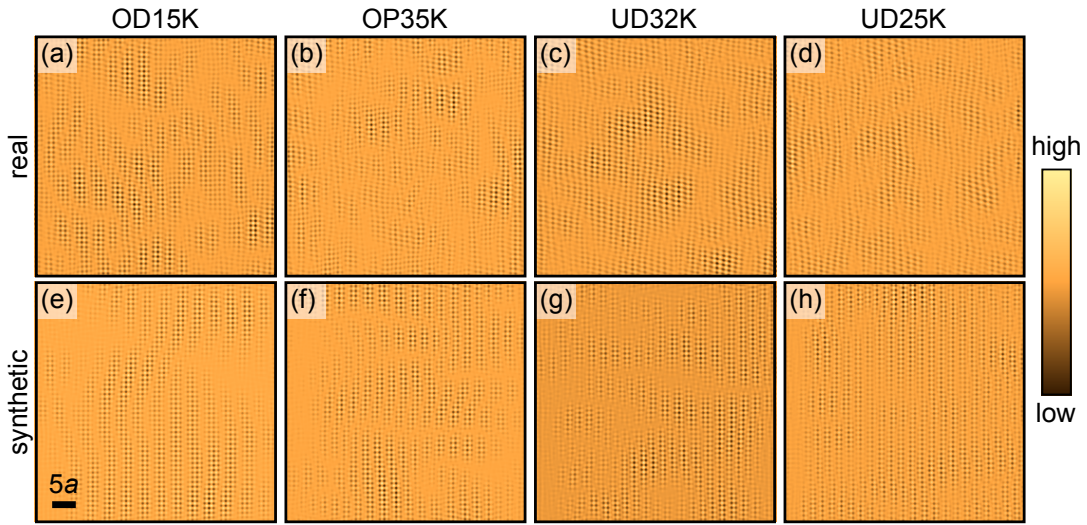 OD15K OP35K UD32K UD25K
(a) (b) (c) (d)
real
high
(e) (f) (g) (h)
low
synthetic
5a